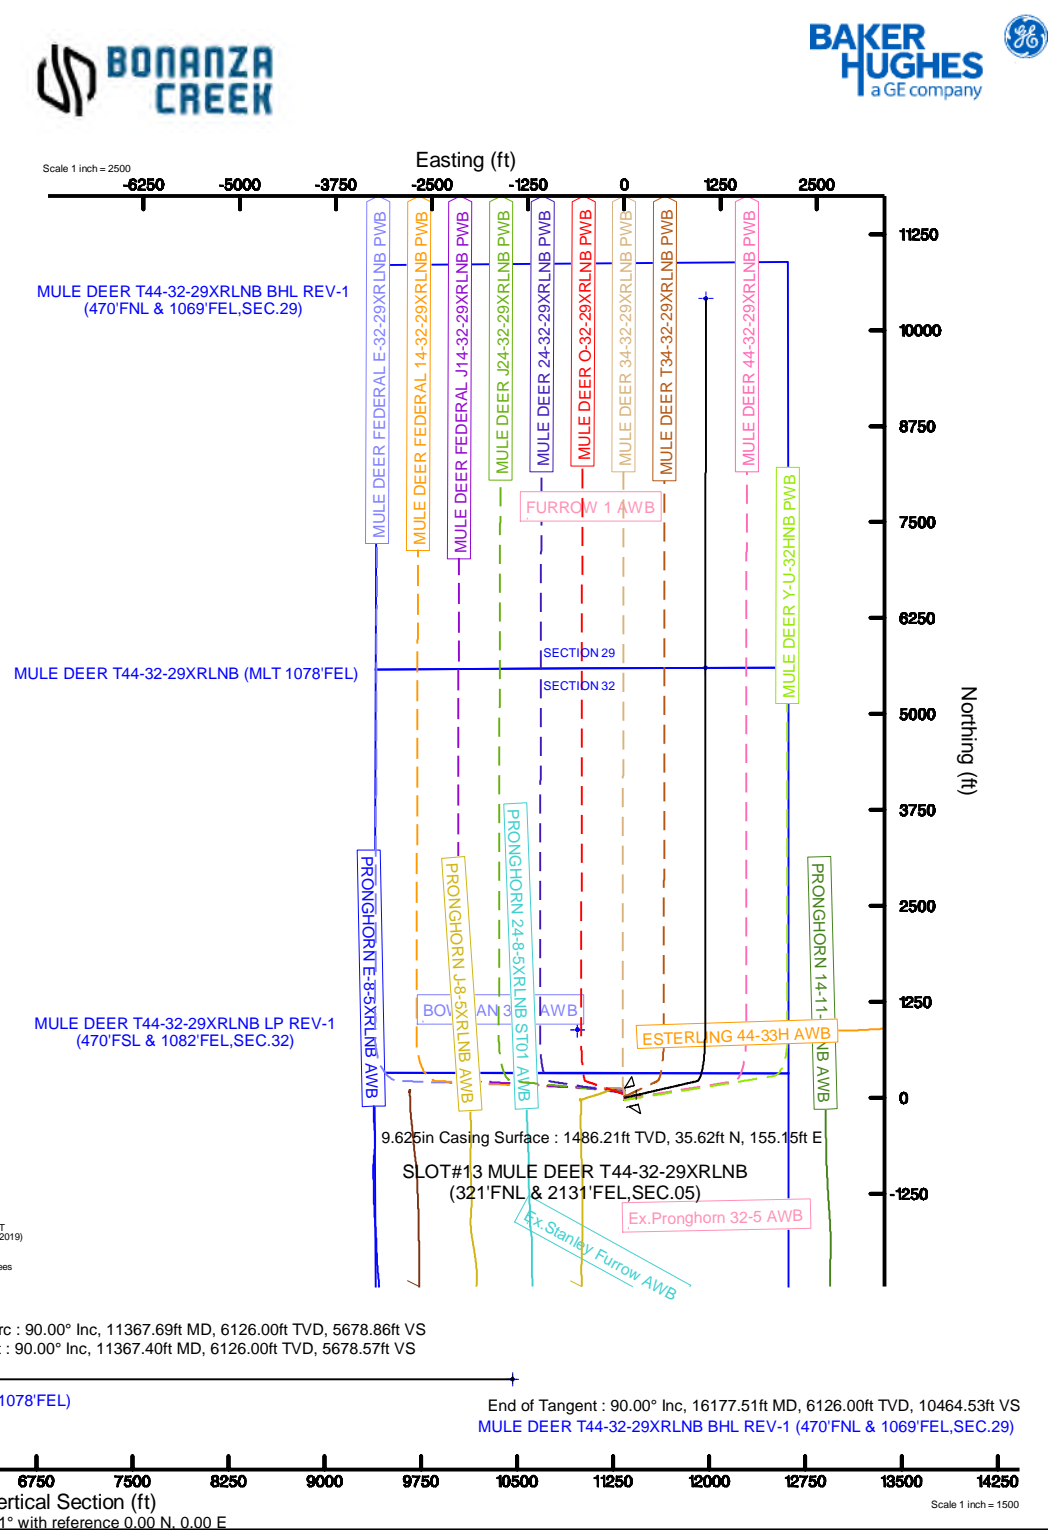 BONANZA
CREEK
BAKER
HUGHES
a GE company
Scale 1 inch = 2500
Easting (ft)
-6250 -5000 -3750 -2500 -1250 0 1250 2500
MULE DEER T44-32-29XRLNB BHL REV-1
(470'FNL & 1069'FEL,SEC.29)
MULE DEER FEDERAL E-32-29XRLNB PWB
MULE DEER FEDERAL 14-32-29XRLNB PWB
MULE DEER FEDERAL J14-32-29XRLNB PWB
MULE DEER J24-32-29XRLNB PWB
MULE DEER 24-32-29XRLNB PWB
MULE DEER O-32-29XRLNB PWB
MULE DEER 34-32-29XRLNB PWB
MULE DEER T34-32-29XRLNB PWB
MULE DEER 44-32-29XRLNB PWB
MULE DEER Y-U-32HNB PWB
11250
10000
8750
7500
6250
5000
3750
2500
1250
0
-1250
Northing (ft)
FURROW 1 AWB
SECTION 29
SECTION 32
MULE DEER T44-32-29XRLNB (MLT 1078'FEL)
PRONGHORN E-8-5XRLNB AWB
PRONGHORN J-8-5XRLNB AWB
PRONGHORN 24-8-5XRLNB ST01 AWB
PRONGHORN 14-11- NB AWB
AWB
ESTERLING 44-33H AWB
MULE DEER T44-32-29XRLNB LP REV-1
(470'FSL & 1082'FEL,SEC.32)
9.625in Casing Surface : 1486.21ft TVD, 35.62ft N, 155.15ft E
SLOT#13 MULE DEER T44-32-29XRLNB
(321'FNL & 2131'FEL,SEC.05)
Ex.Pronghorn 32-5 AWB
Ex.Stanley Furrow AWB
T
2019)
ees
rc : 90.00° Inc, 11367.69ft MD, 6126.00ft TVD, 5678.86ft VS
: 90.00° Inc, 11367.40ft MD, 6126.00ft TVD, 5678.57ft VS
1078'FEL)
End of Tangent : 90.00° Inc, 16177.51ft MD, 6126.00ft TVD, 10464.53ft VS
MULE DEER T44-32-29XRLNB BHL REV-1 (470'FNL & 1069'FEL,SEC.29)
6750 7500 8250 9000 9750 10500 11250 12000 12750 13500 14250
ertical Section (ft)
Scale 1 inch = 1500
1° with reference 0.00 N, 0.00 E